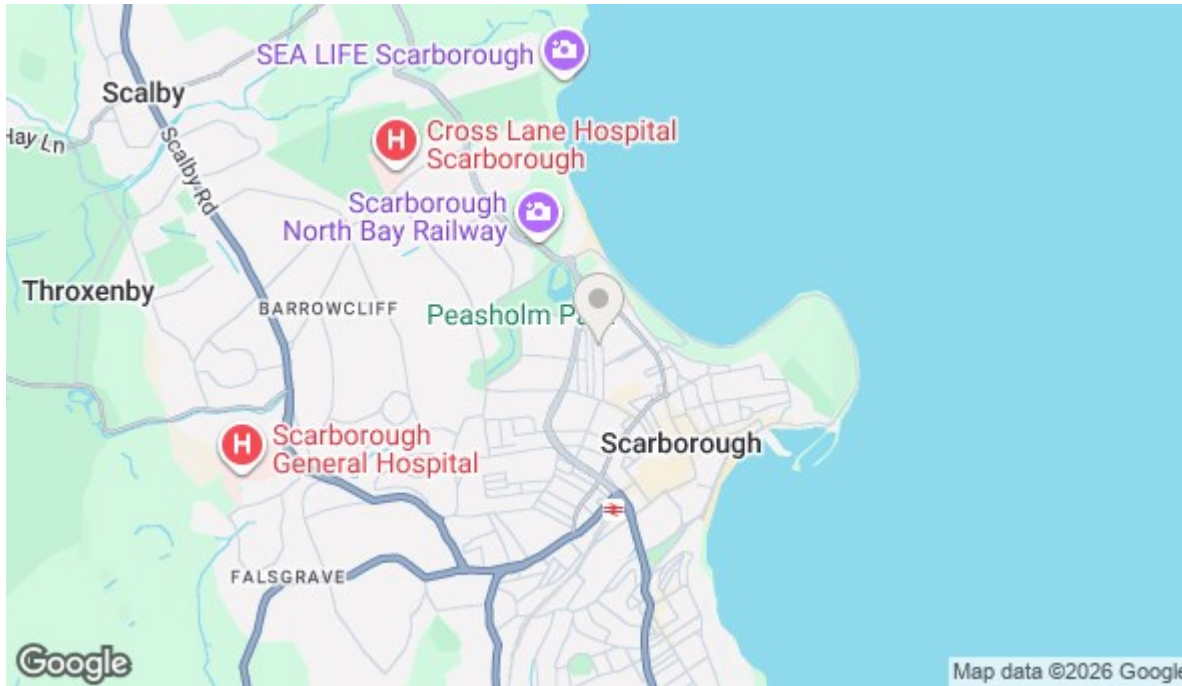 SEA LIFE Scarborough
Scalby
Cross Lane Hospital
Scarborough
Hay Ln
Scalby Rd
Scarborough
North Bay Railway
Throxenby
BARROWCLIFF
Peasholm
H
H
Scarborough
Scarborough
General Hospital
FALSGRAVE
Google
Map data ©2026 Google